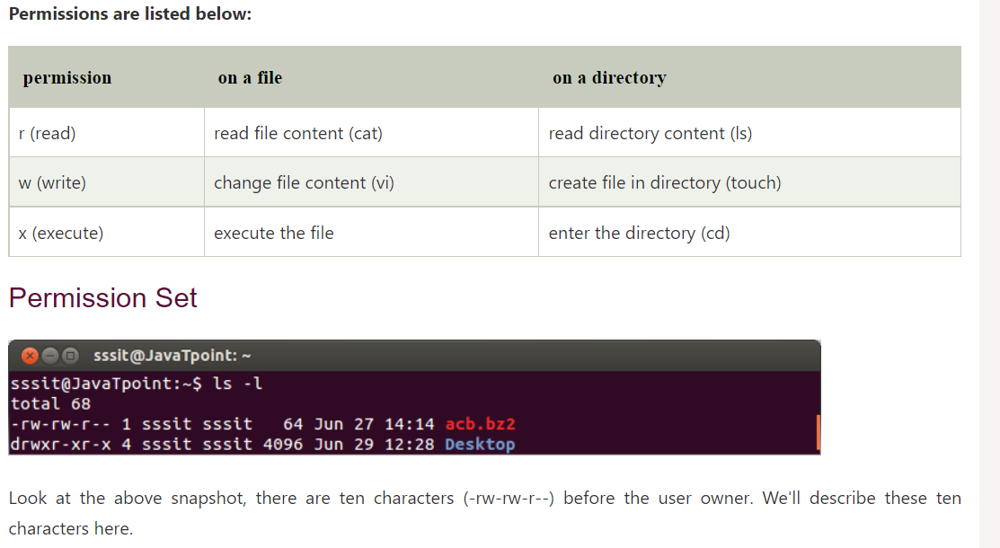 Permissions are listed below:
permission on a file on a directory
r (read) read file content (cat) read directory content (ls)
w (write) change file content (vi) create file in directory (touch)
x (execute) execute the file enter the directory (cd)
Permission Set
sssit@JavaTpoint: ~
sssit@JavaTpoint:~$ ls -l
total 68
-rw-rw-r-- 1 sssit sssit   64 Jun 27 14:14 acb.bz2
drwxr-xr-x 4 sssit sssit 4096 Jun 29 12:28 Desktop
Look at the above snapshot, there are ten characters (-rw-rw-r--) before the user owner. We'll describe these ten
characters here.